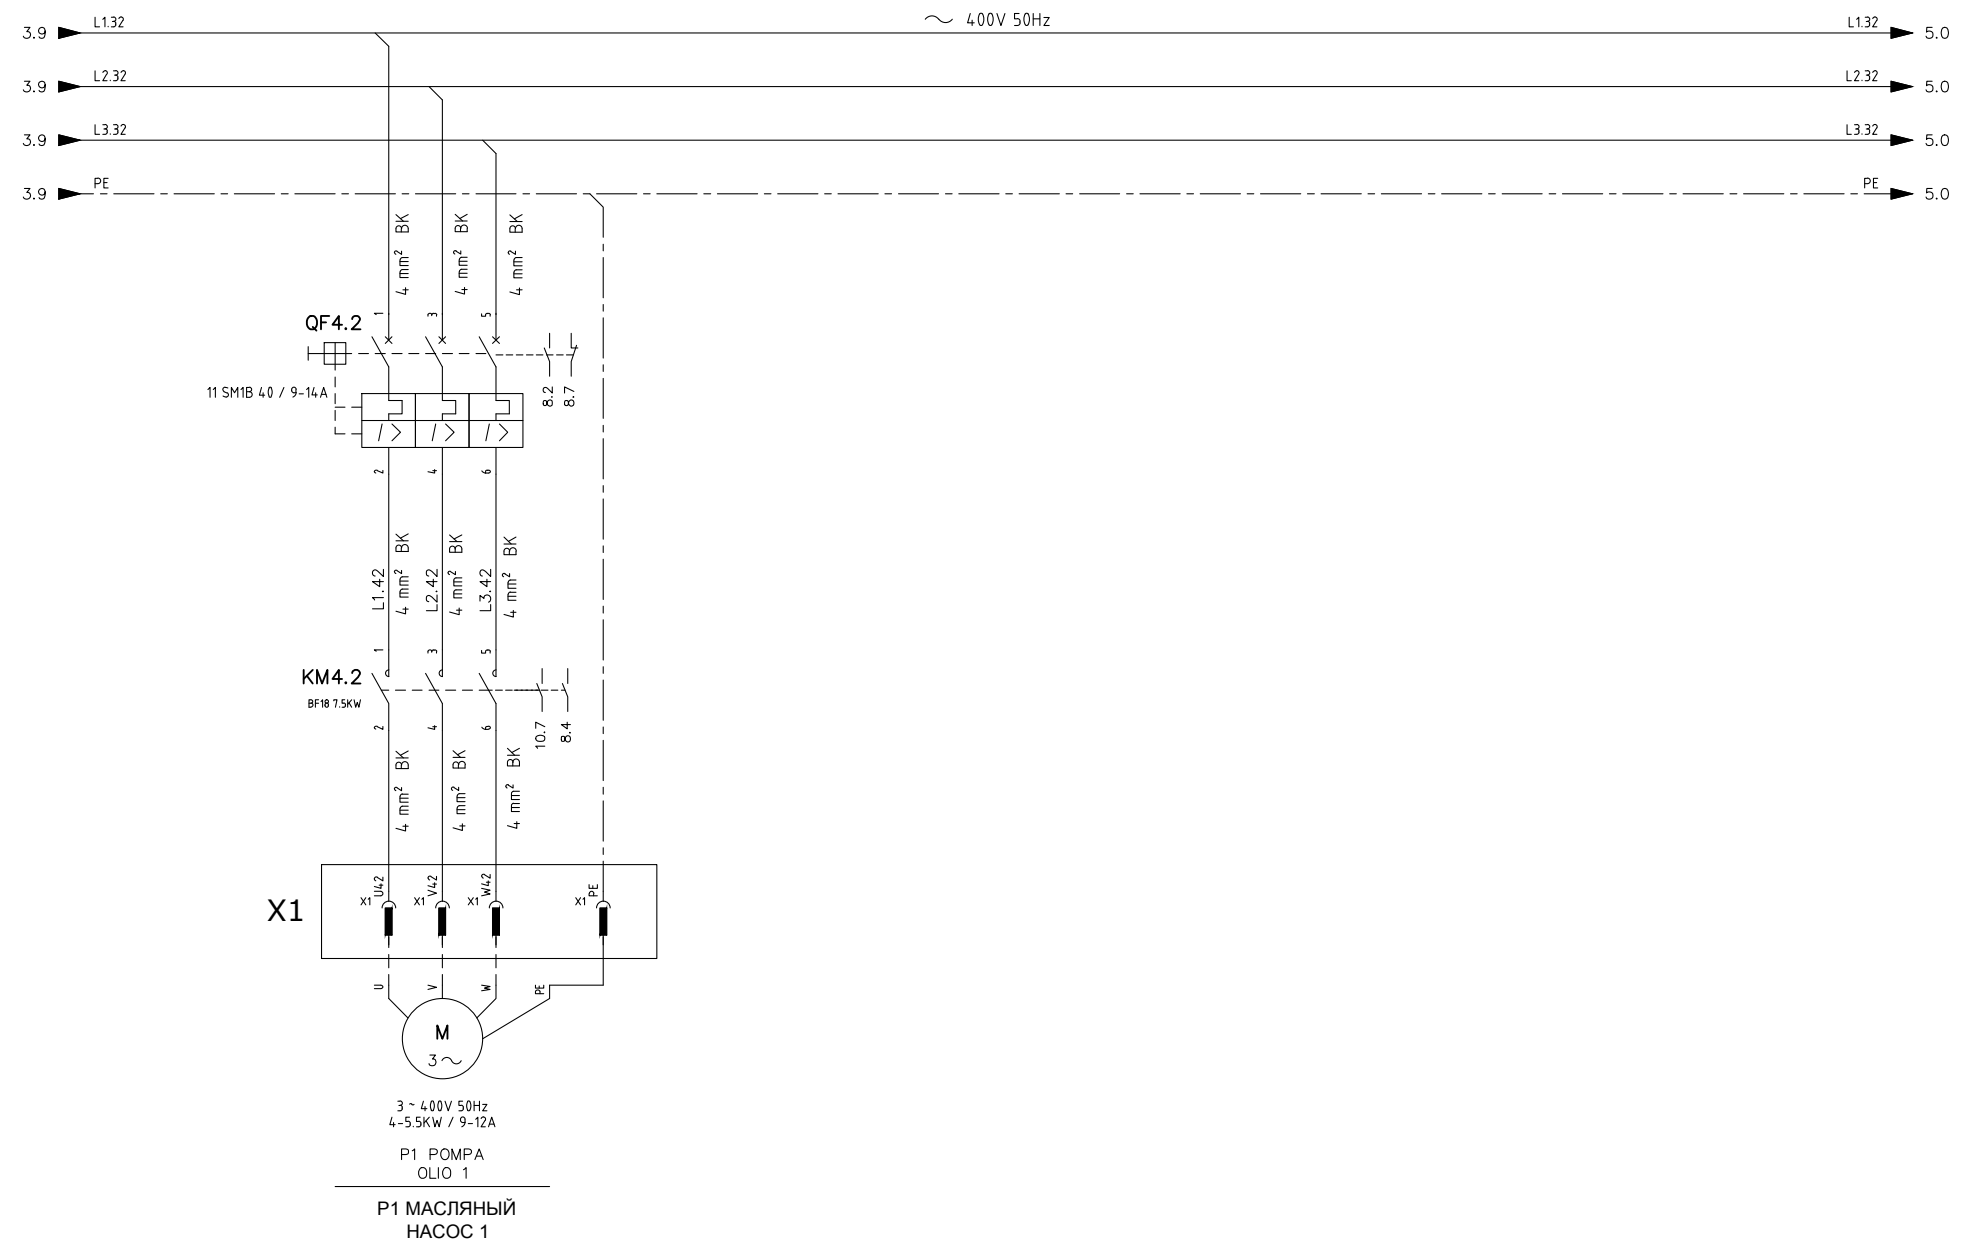 ~ 400V 50Hz
3.9 L1.32 L1.32 5.0
3.9 L2.32 L2.32 5.0
3.9 L3.32 L3.32 5.0
3.9 PE PE 5.0
4 mm² BK 4 mm² BK 4 mm² BK
1 3 5
QF4.2
11 SM1B 40 / 9-14A
8.2 8.7
I > I > I >
2 4 6
L1.42 4 mm² BK L2.42 4 mm² BK L3.42 4 mm² BK
1 3 5
KM4.2
BF18 7.5KW
10.7 8.4
2 4 6
4 mm² BK 4 mm² BK 4 mm² BK
X1
X1 U42 X1 V42 X1 W42 X1 PE
U V W PE
M
3 ~
3 ~ 400V 50Hz
4-5.5KW / 9-12A
P1 POMPA
OLIO 1
P1 МАСЛЯНЫЙ
НАСОС 1